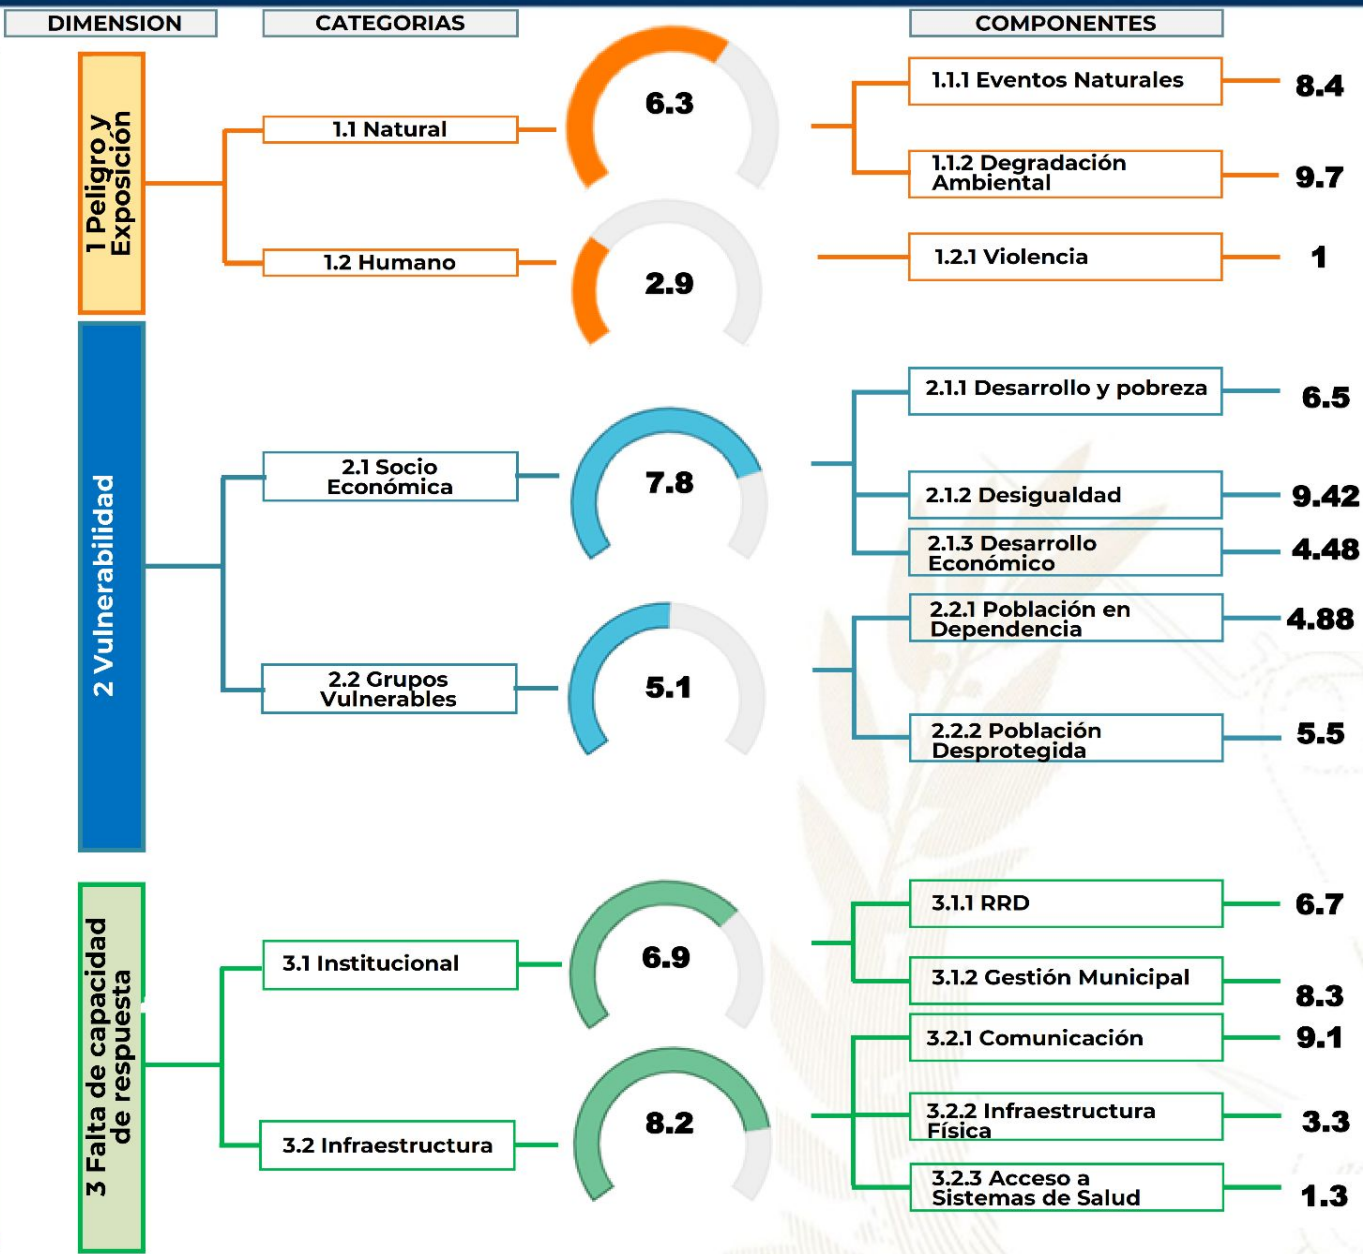 DIMENSION
CATEGORIAS
COMPONENTES
1 Peligro y
Exposición
1.1 Natural
6.3
1.1.1 Eventos Naturales
8.4
1.1.2 Degradación
Ambiental
9.7
1.2 Humano
2.9
1.2.1 Violencia
1
2 Vulnerabilidad
2.1 Socio
Económica
7.8
2.1.1 Desarrollo y pobreza
6.5
2.1.2 Desigualdad
9.42
2.1.3 Desarrollo
Económico
4.48
2.2 Grupos
Vulnerables
5.1
2.2.1 Población en
Dependencia
4.88
2.2.2 Población
Desprotegida
5.5
3 Falta de capacidad
de respuesta
3.1 Institucional
6.9
3.1.1 RRD
6.7
3.1.2 Gestión Municipal
8.3
3.2 Infraestructura
8.2
3.2.1 Comunicación
9.1
3.2.2 Infraestructura
Física
3.3
3.2.3 Acceso a
Sistemas de Salud
1.3